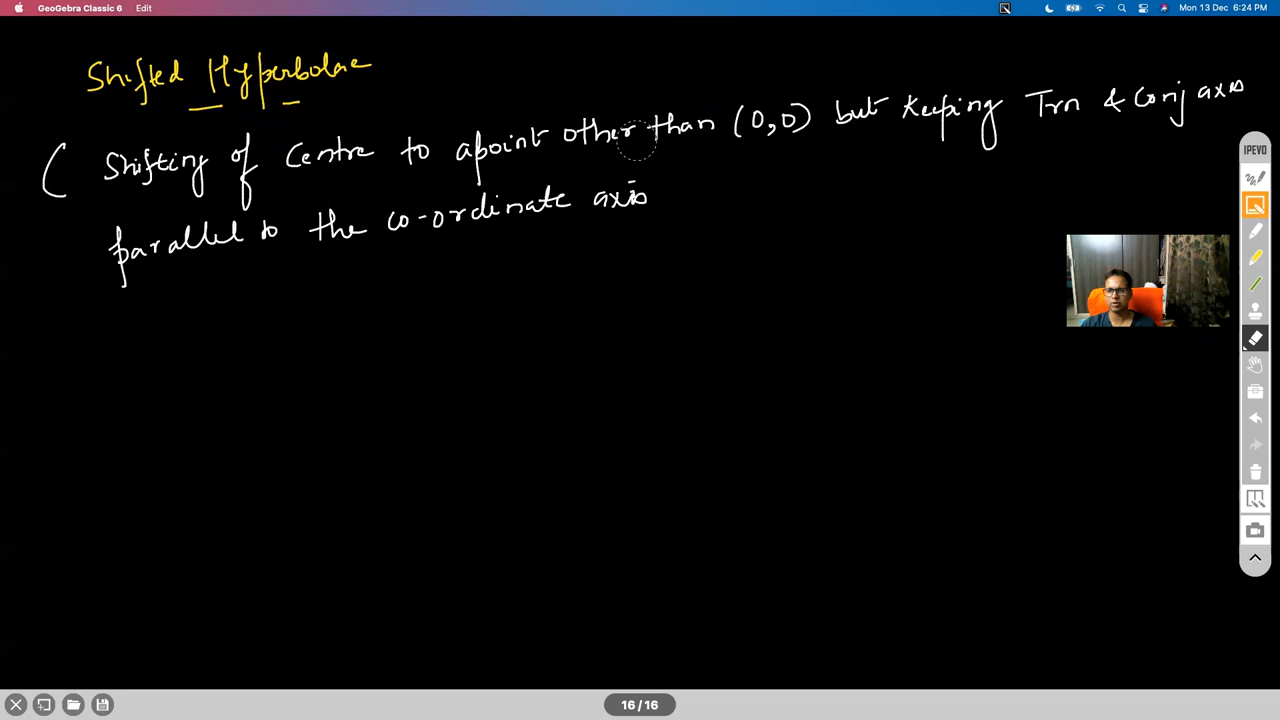 GeoGebra Classic 6 Edit Mon 13 Dec 6:24 PM
Shifted Hyperbolae
( Shifting of Centre to a point other than (0,0) but keeping Trn & Conj axis
parallel to the co-ordinate axis
IPEVO
16/16